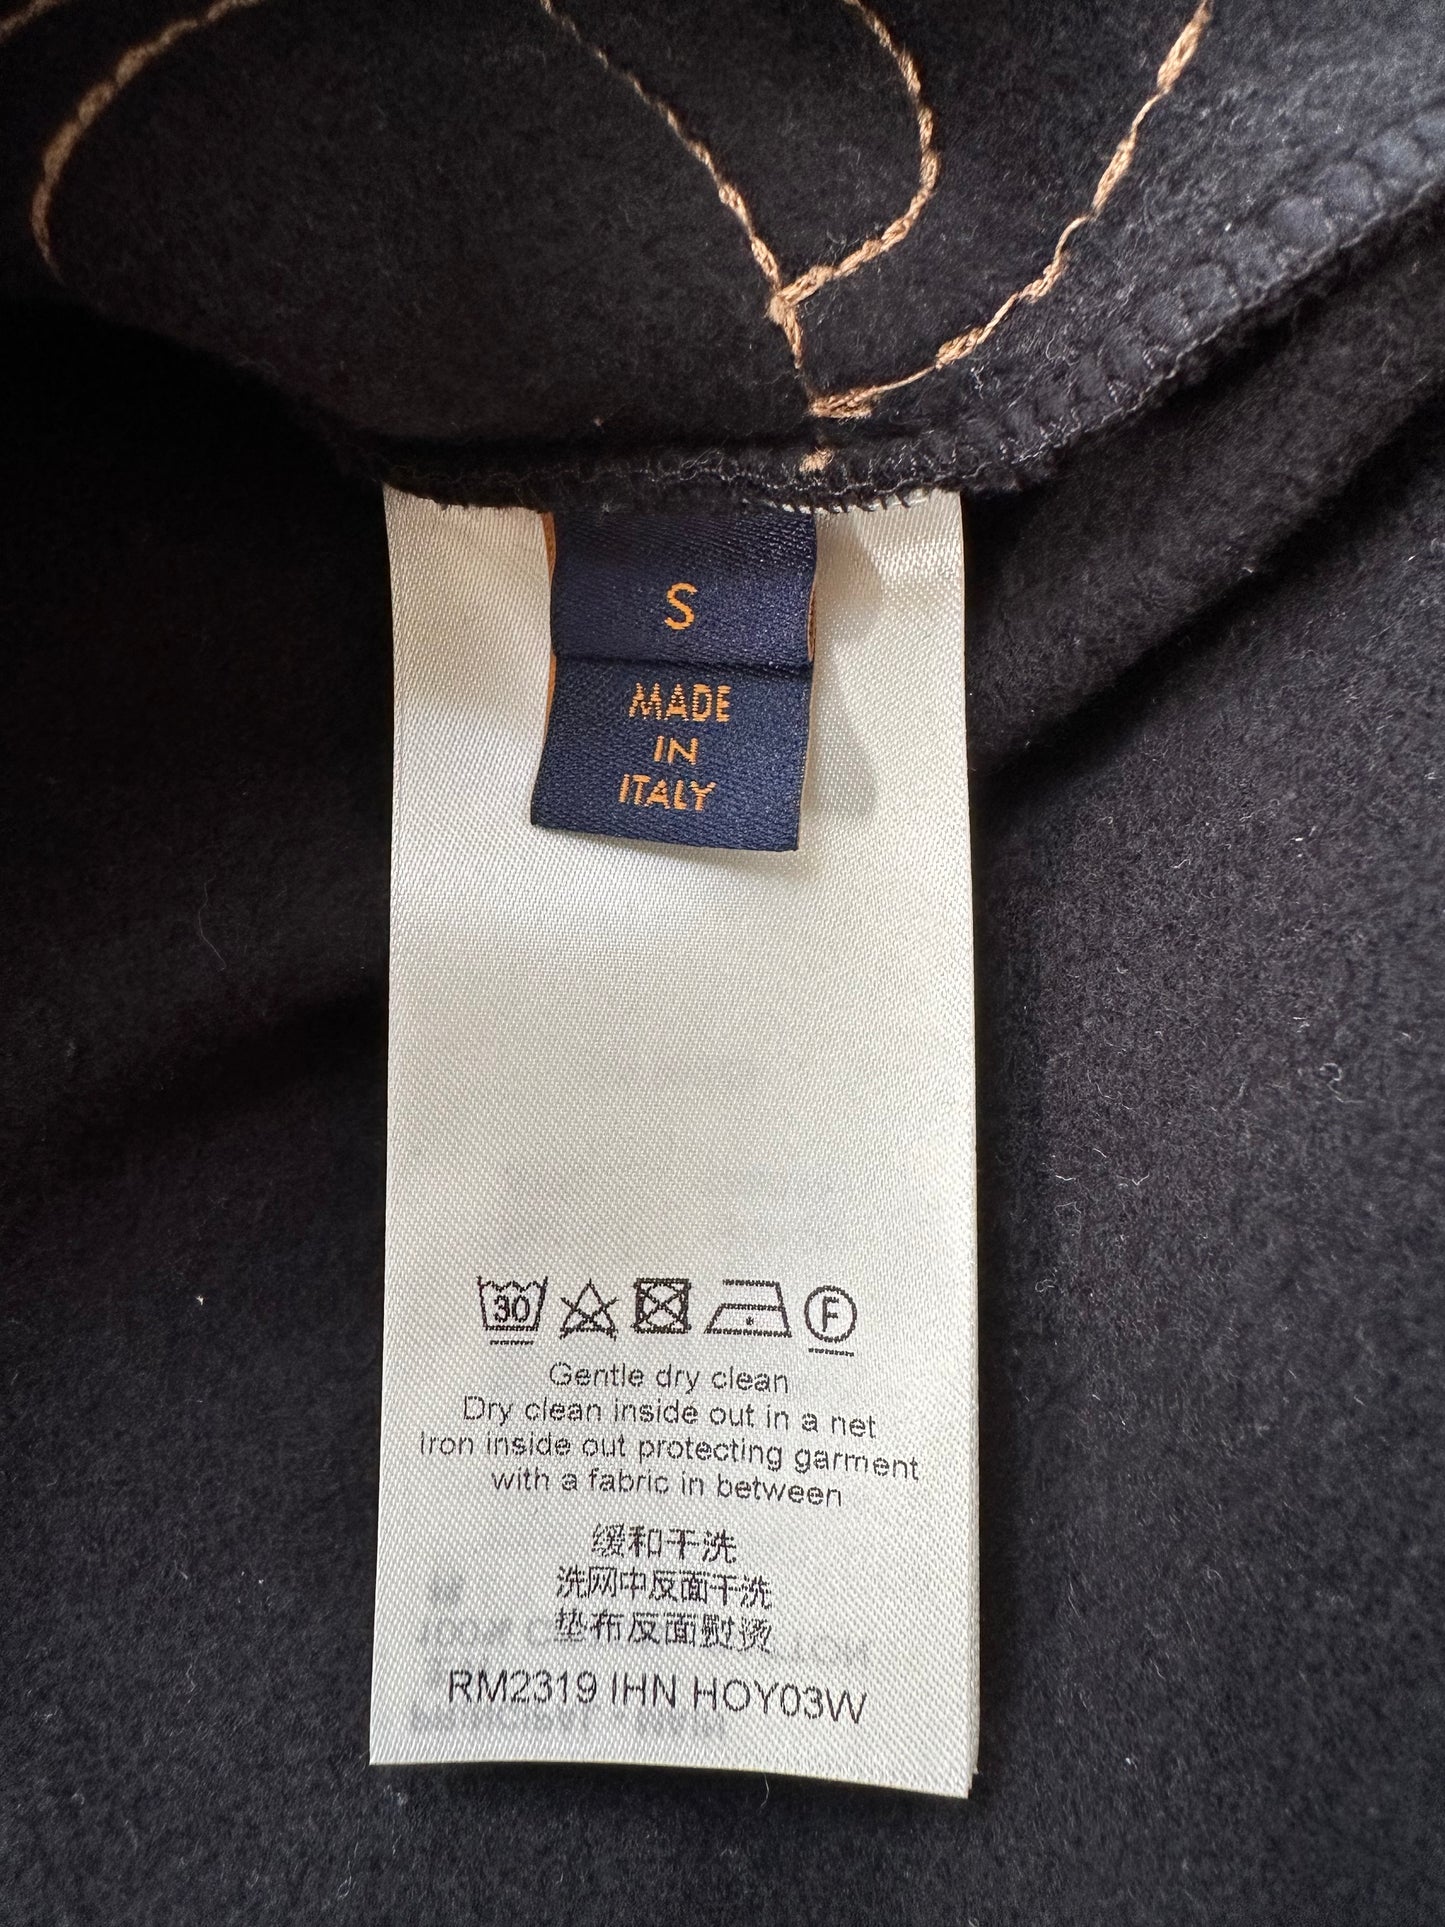 S
MADE
IN
ITALY
30
F
Gentle dry clean
Dry clean inside out in a net
Iron inside out protecting garment
with a fabric in between
缓和干洗
洗网中反面干洗
垫布反面熨烫
RM2319 IHN HOY03W